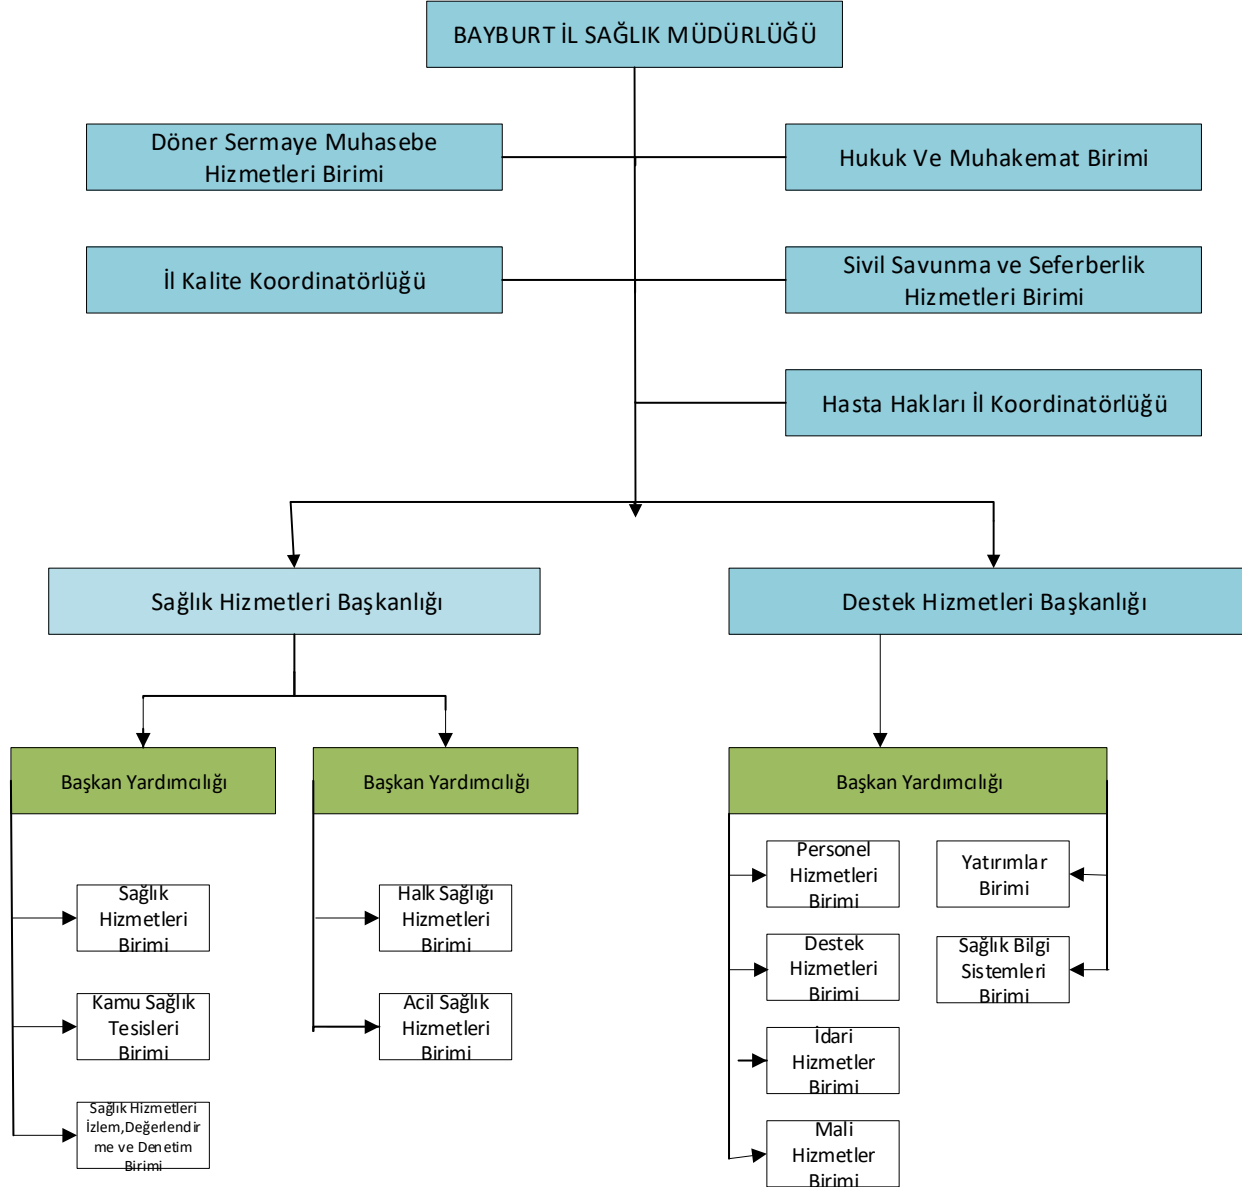 BAYBURT İL SAĞLIK MÜDÜRLÜĞÜ
Döner Sermaye Muhasebe
Hizmetleri Birimi
Hukuk Ve Muhakemat Birimi
İl Kalite Koordinatörlüğü
Sivil Savunma ve Seferberlik
Hizmetleri Birimi
Hasta Hakları İl Koordinatörlüğü
Sağlık Hizmetleri Başkanlığı
Destek Hizmetleri Başkanlığı
Başkan Yardımcılığı
Başkan Yardımcılığı
Başkan Yardımcılığı
Sağlık
Hizmetleri
Birimi
Kamu Sağlık
Tesisleri
Birimi
Sağlık Hizmetleri
İzlem,Değerlendir
me ve Denetim
Birimi
Halk Sağlığı
Hizmetleri
Birimi
Acil Sağlık
Hizmetleri
Birimi
Personel
Hizmetleri
Birimi
Destek
Hizmetleri
Birimi
İdari
Hizmetler
Birimi
Mali
Hizmetler
Birimi
Yatırımlar
Birimi
Sağlık Bilgi
Sistemleri
Birimi